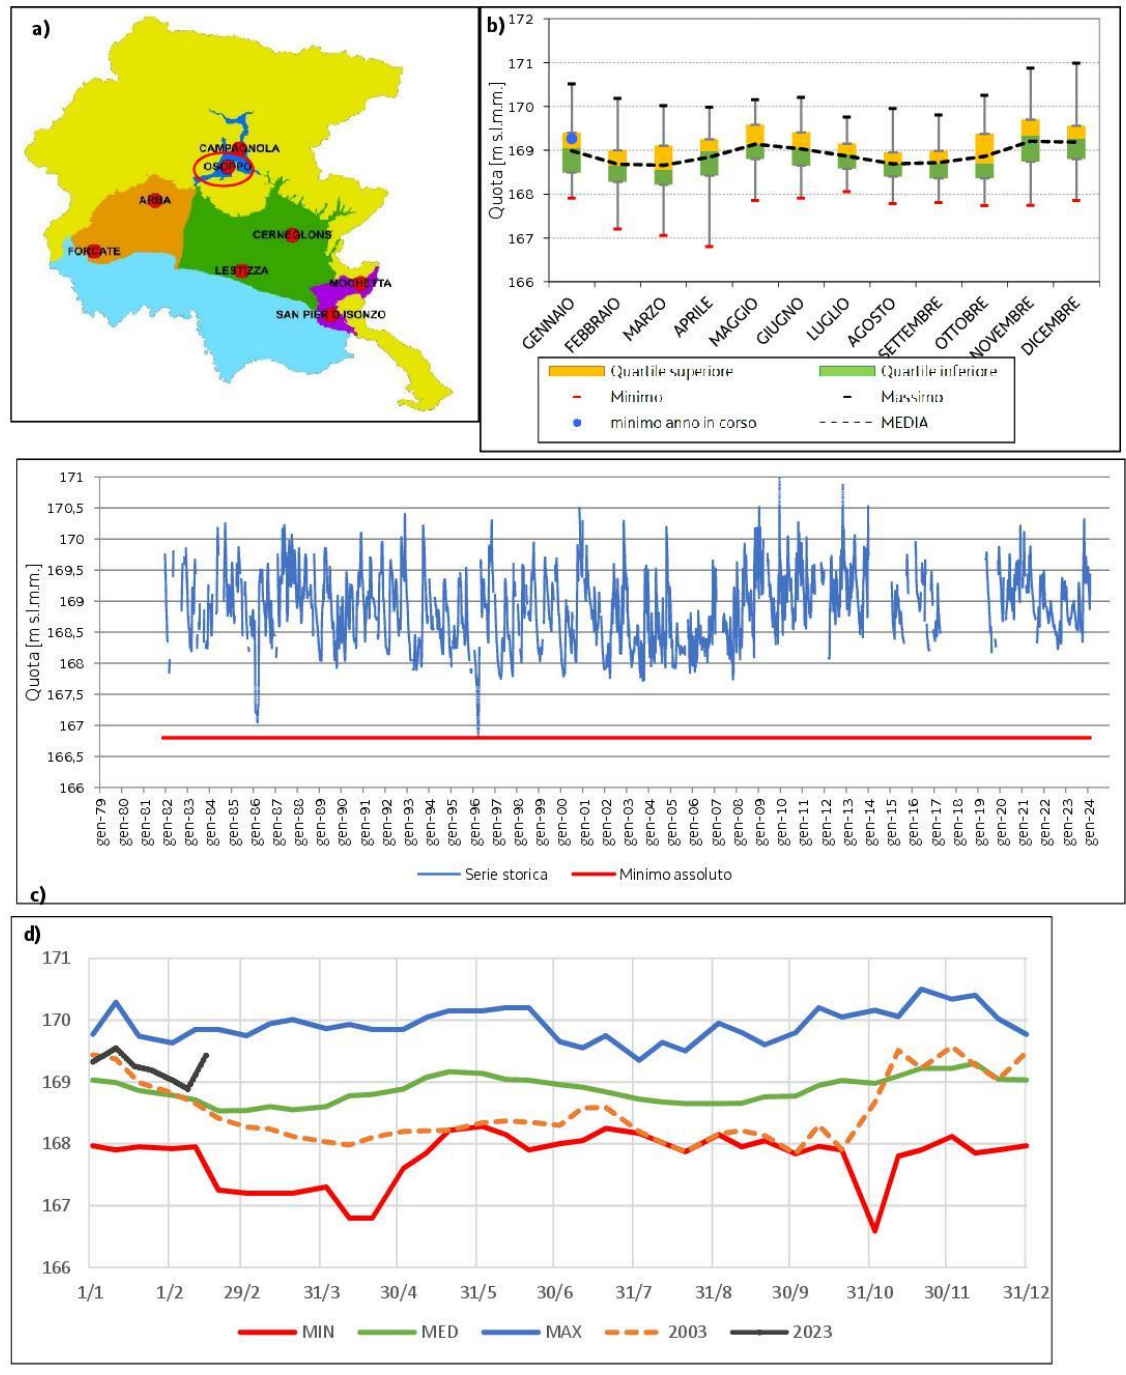 a)
CAMPAGNOLA
OSOPPO
ARBA
CERNEGLONS
FORCATE
LESTIZZA
MOCHETTA
SAN PIER D ISONZO
b)
172
171
170
169
168
167
166
Quota [m s.l.m.m.]
GENNAIO
FEBBRAIO
MARZO
APRILE
MAGGIO
GIUGNO
LUGLIO
AGOSTO
SETTEMBRE
OTTOBRE
NOVEMBRE
DICEMBRE
Quartile superiore
Quartile inferiore
Minimo
Massimo
minimo anno in corso
MEDIA
171
170,5
170
169,5
169
168,5
168
167,5
167
166,5
166
Quota [m s.l.m.m.]
gen-79
gen-80
gen-81
gen-82
gen-83
gen-84
gen-85
gen-86
gen-87
gen-88
gen-89
gen-90
gen-91
gen-92
gen-93
gen-94
gen-95
gen-96
gen-97
gen-98
gen-99
gen-00
gen-01
gen-02
gen-03
gen-04
gen-05
gen-06
gen-07
gen-08
gen-09
gen-10
gen-11
gen-12
gen-13
gen-14
gen-15
gen-16
gen-17
gen-18
gen-19
gen-20
gen-21
gen-22
gen-23
gen-24
Serie storica
Minimo assoluto
c)
d)
171
170
169
168
167
166
1/1
1/2
29/2
31/3
30/4
31/5
30/6
31/7
31/8
30/9
31/10
30/11
31/12
MIN
MED
MAX
2003
2023